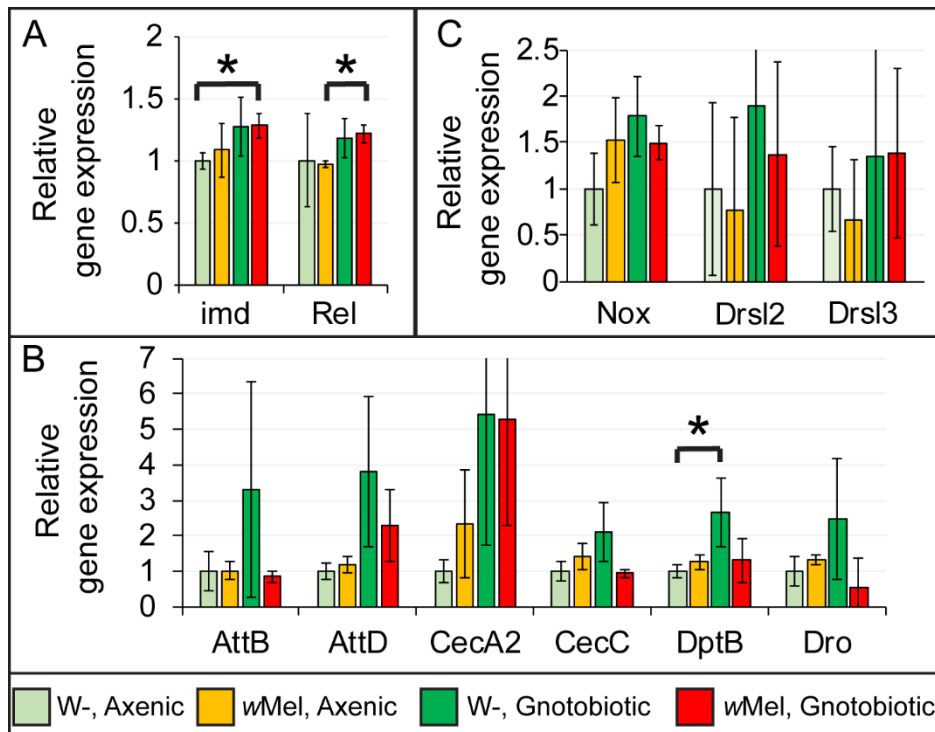 A
Relative
gene expression
2
1.5
1
0.5
0
*
*
imd
Rel
C
Relative
gene expression
2.5
2
1.5
1
0.5
0
Nox
Drsl2
Drsl3
B
Relative
gene expression
7
6
5
4
3
2
1
0
*
AttB
AttD
CecA2
CecC
DptB
Dro
W-, Axenic
wMel, Axenic
W-, Gnotobiotic
wMel, Gnotobiotic